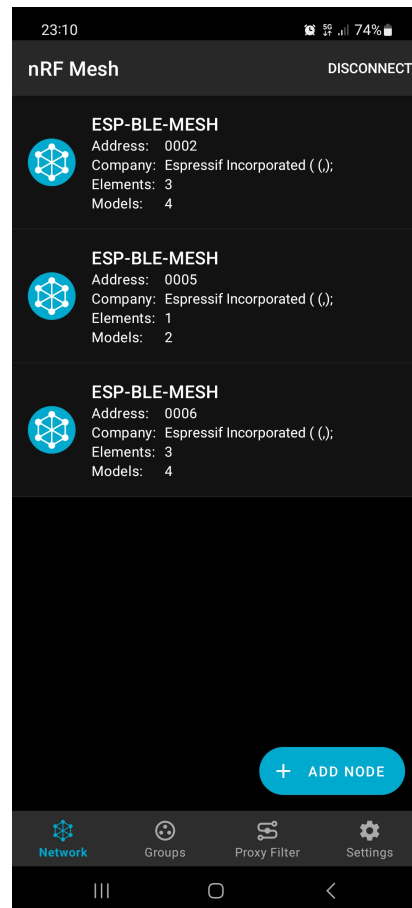 23:10 5G 74%
nRF Mesh DISCONNECT
ESP-BLE-MESH
Address: 0002
Company: Espressif Incorporated ( (,);
Elements: 3
Models: 4
ESP-BLE-MESH
Address: 0005
Company: Espressif Incorporated ( (,);
Elements: 1
Models: 2
ESP-BLE-MESH
Address: 0006
Company: Espressif Incorporated ( (,);
Elements: 3
Models: 4
+ ADD NODE
Network Groups Proxy Filter Settings